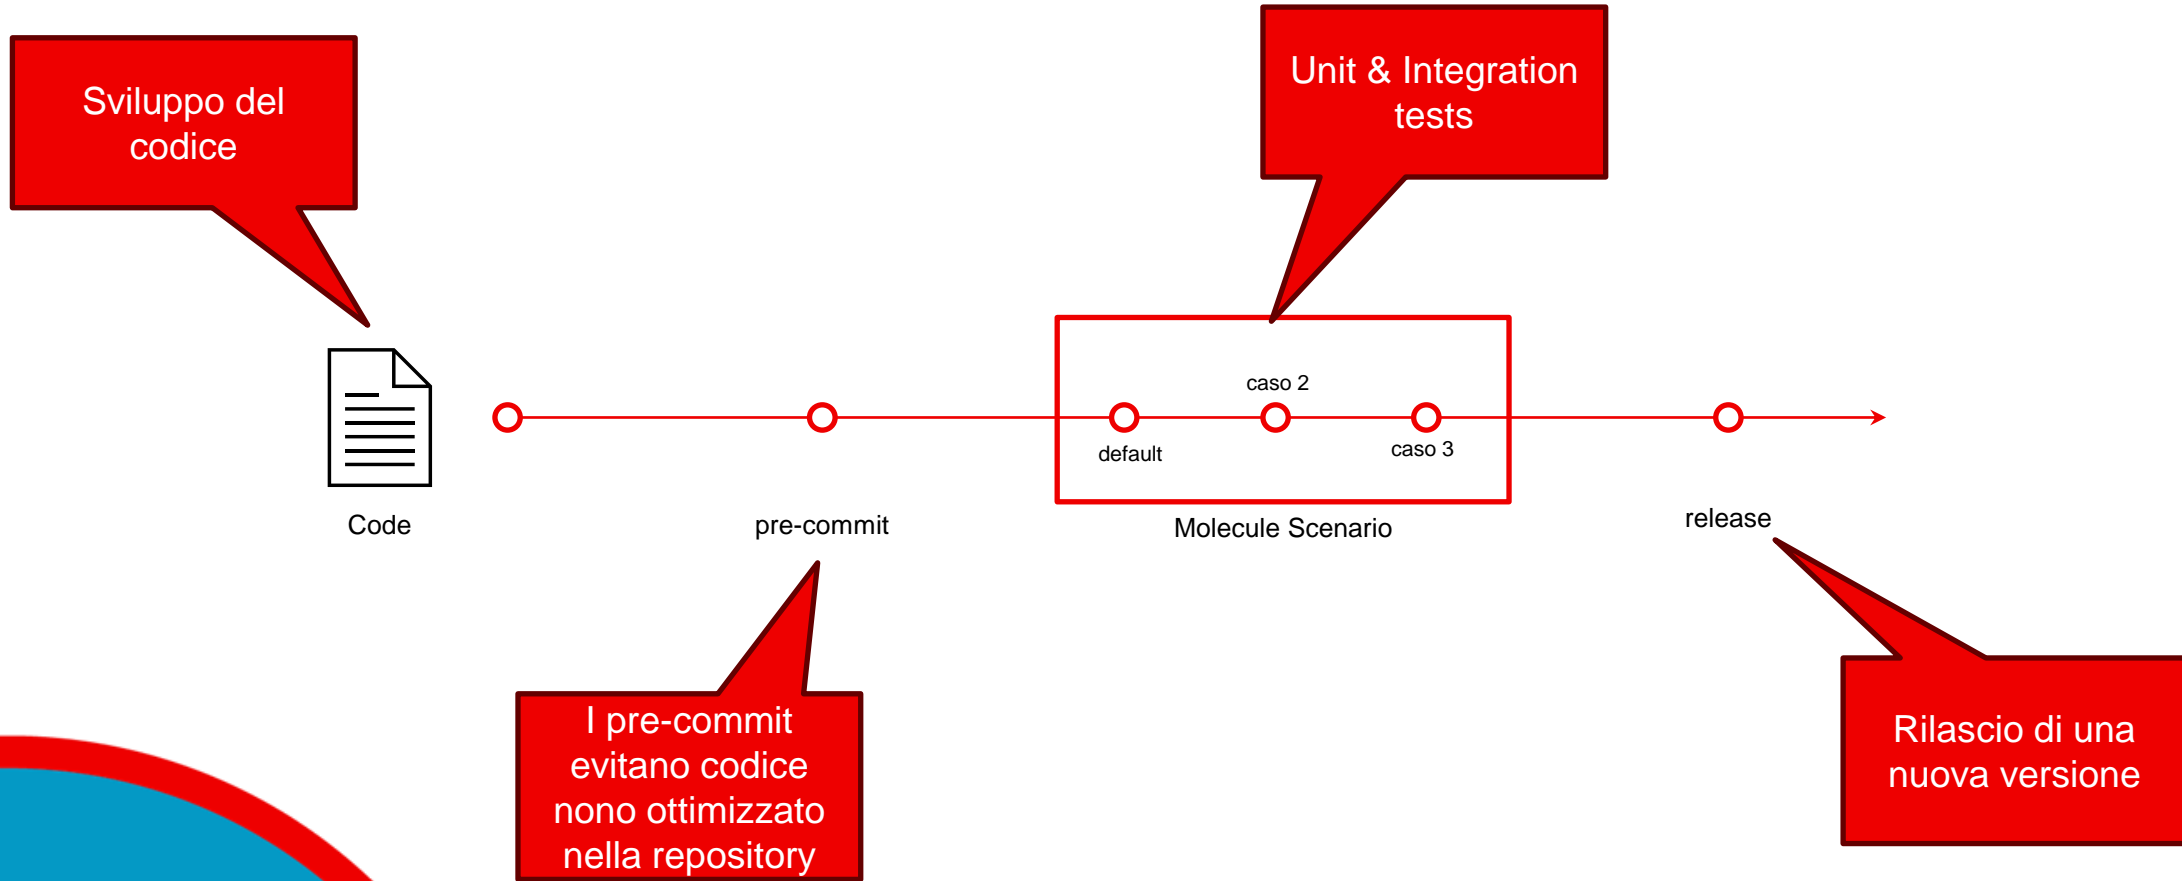 Sviluppo del
codice
Unit & Integration
tests
caso 2
default
caso 3
Code
pre-commit
Molecule Scenario
release
I pre-commit
evitano codice
nono ottimizzato
nella repository
Rilascio di una
nuova versione